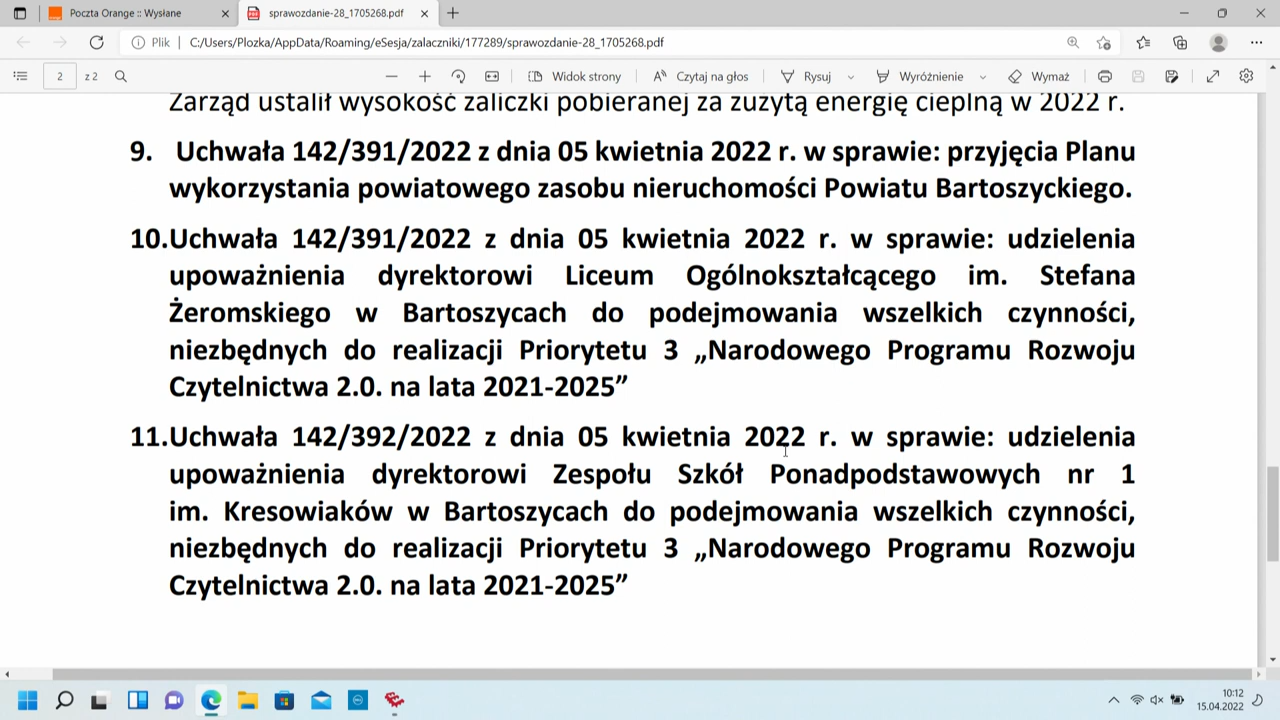 Poczta Orange :: Wysłane
sprawozdanie-28_1705268.pdf
Plik
C:/Users/Plozka/AppData/Roaming/eSesja/zalaczniki/177289/sprawozdanie-28_1705268.pdf
2 z 2
Widok strony
Czytaj na głos
Rysuj
Wyróżnienie
Wymaż
Zarząd ustalił wysokość zaliczki pobieranej za zużytą energię cieplną w 2022 r.
9. Uchwała 142/391/2022 z dnia 05 kwietnia 2022 r. w sprawie: przyjęcia Planu
wykorzystania powiatowego zasobu nieruchomości Powiatu Bartoszyckiego.
10.Uchwała 142/391/2022 z dnia 05 kwietnia 2022 r. w sprawie: udzielenia
upoważnienia dyrektorowi Liceum Ogólnokształcącego im. Stefana
Żeromskiego w Bartoszycach do podejmowania wszelkich czynności,
niezbędnych do realizacji Priorytetu 3 „Narodowego Programu Rozwoju
Czytelnictwa 2.0. na lata 2021-2025”
11.Uchwała 142/392/2022 z dnia 05 kwietnia 2022 r. w sprawie: udzielenia
upoważnienia dyrektorowi Zespołu Szkół Ponadpodstawowych nr 1
im. Kresowiaków w Bartoszycach do podejmowania wszelkich czynności,
niezbędnych do realizacji Priorytetu 3 „Narodowego Programu Rozwoju
Czytelnictwa 2.0. na lata 2021-2025”
10:12
15.04.2022